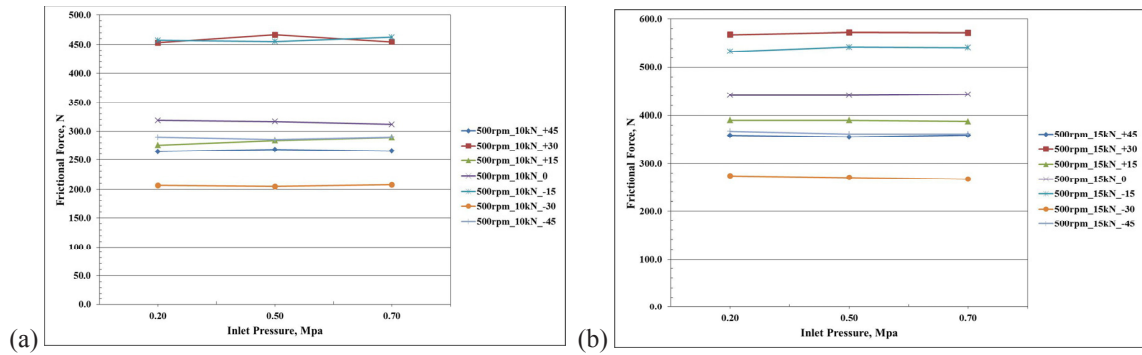 500.0
450.0
400.0
350.0
300.0
250.0
200.0
150.0
100.0
50.0
0.0
Frictional Force, N
0.20 0.50 0.70
Inlet Pressure, Mpa
500rpm_10kN_+45
500rpm_10kN_+30
500rpm_10kN_+15
500rpm_10kN_0
500rpm_10kN_-15
500rpm_10kN_-30
500rpm_10kN_-45
(a)
600.0
500.0
400.0
300.0
200.0
100.0
0.0
Frictional Force, N
0.20 0.50 0.70
Inlet Pressure, Mpa
500rpm_15kN_+45
500rpm_15kN_+30
500rpm_15kN_+15
500rpm_15kN_0
500rpm_15kN_-15
500rpm_15kN_-30
500rpm_15kN_-45
(b)